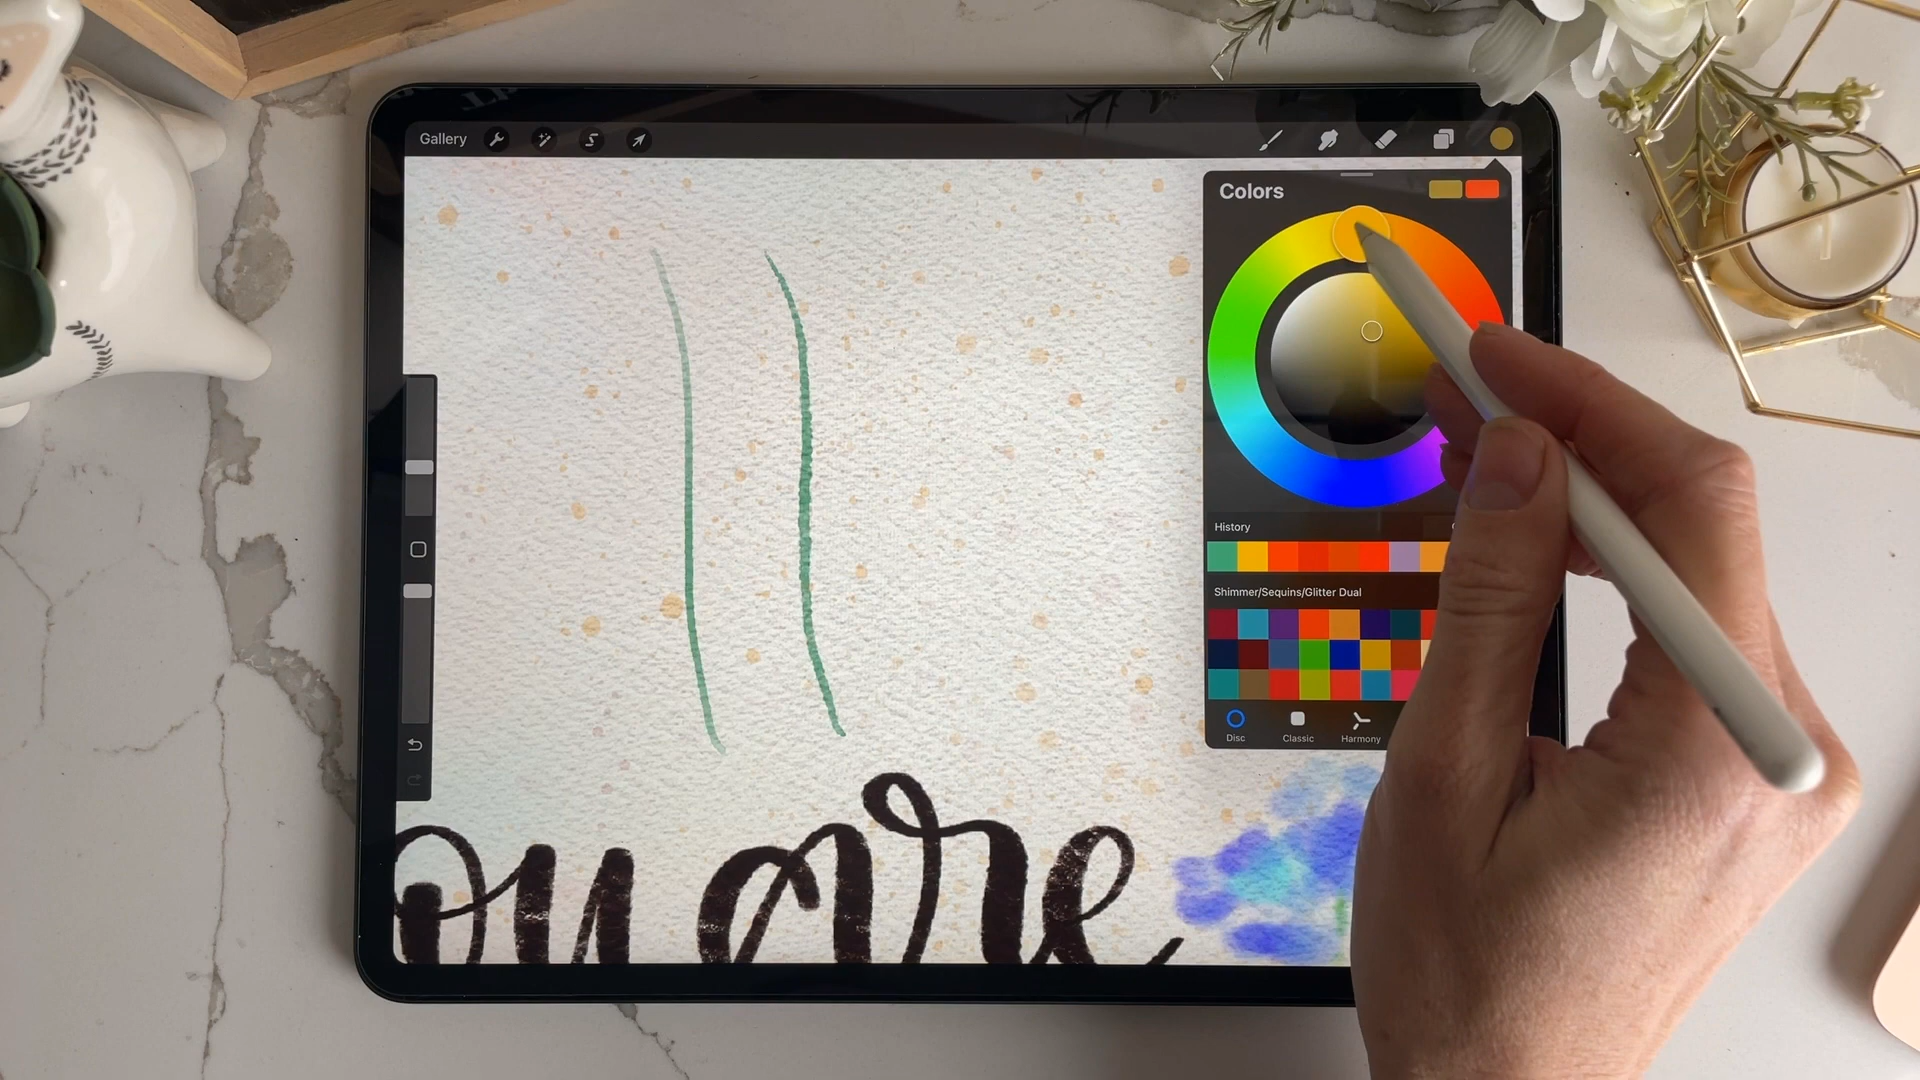 Gallery
Colors
History
Shimmer/Sequins/Glitter Dual
Disc
Classic
Harmony
ou are